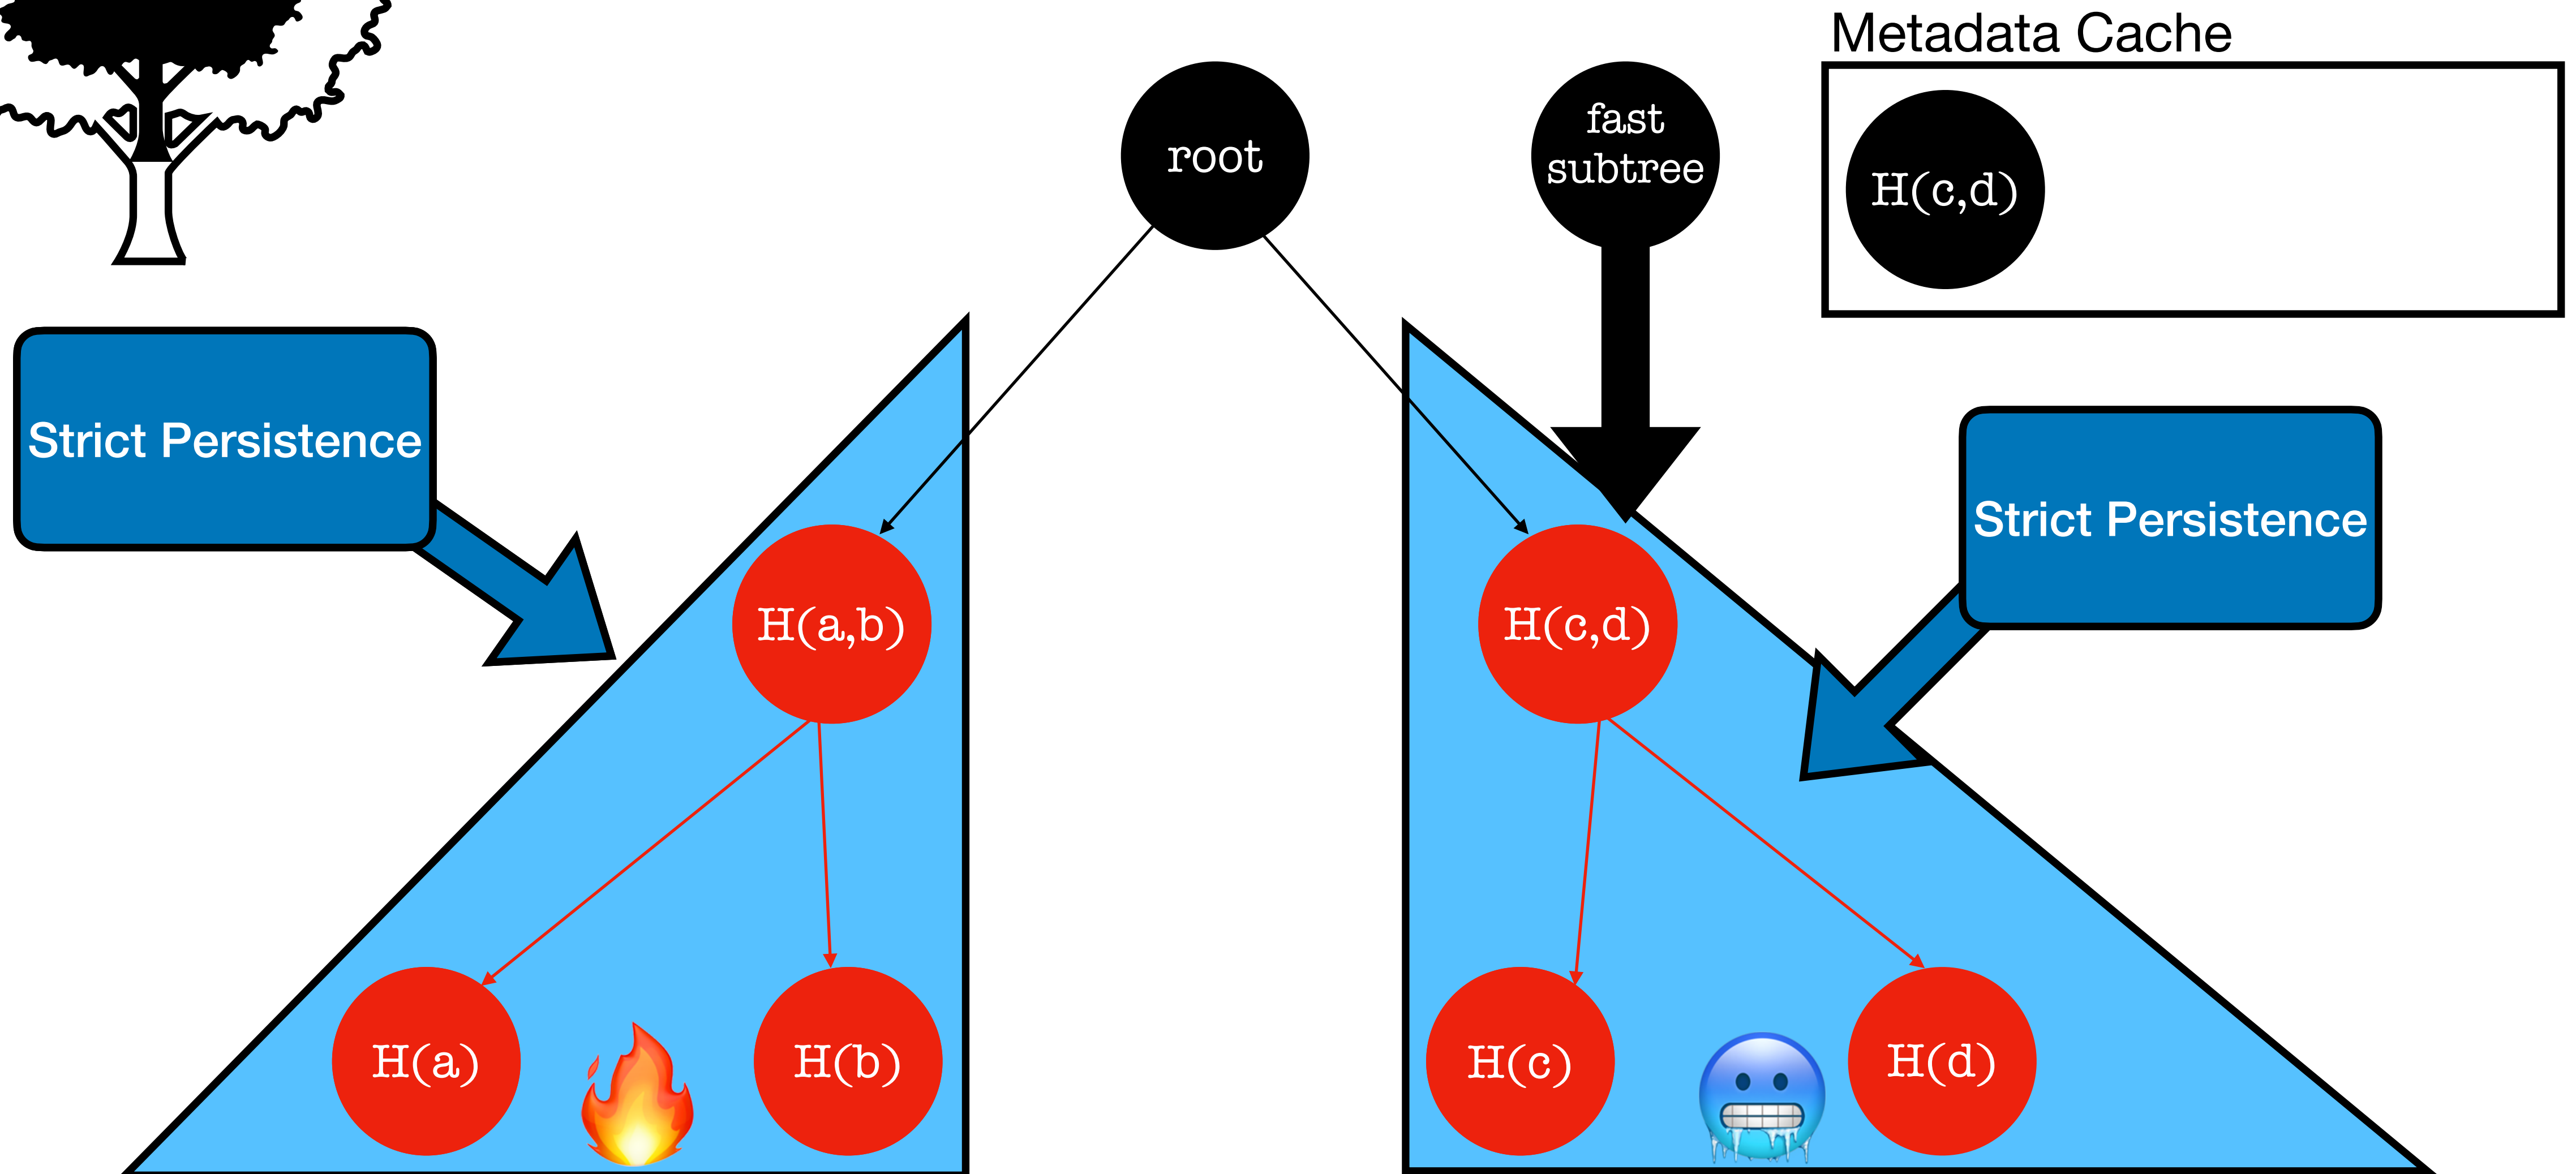 Metadata Cache
root
fast
subtree
H(c,d)
Strict Persistence
Strict Persistence
H(a,b)
H(c,d)
H(a)
H(b)
H(c)
H(d)